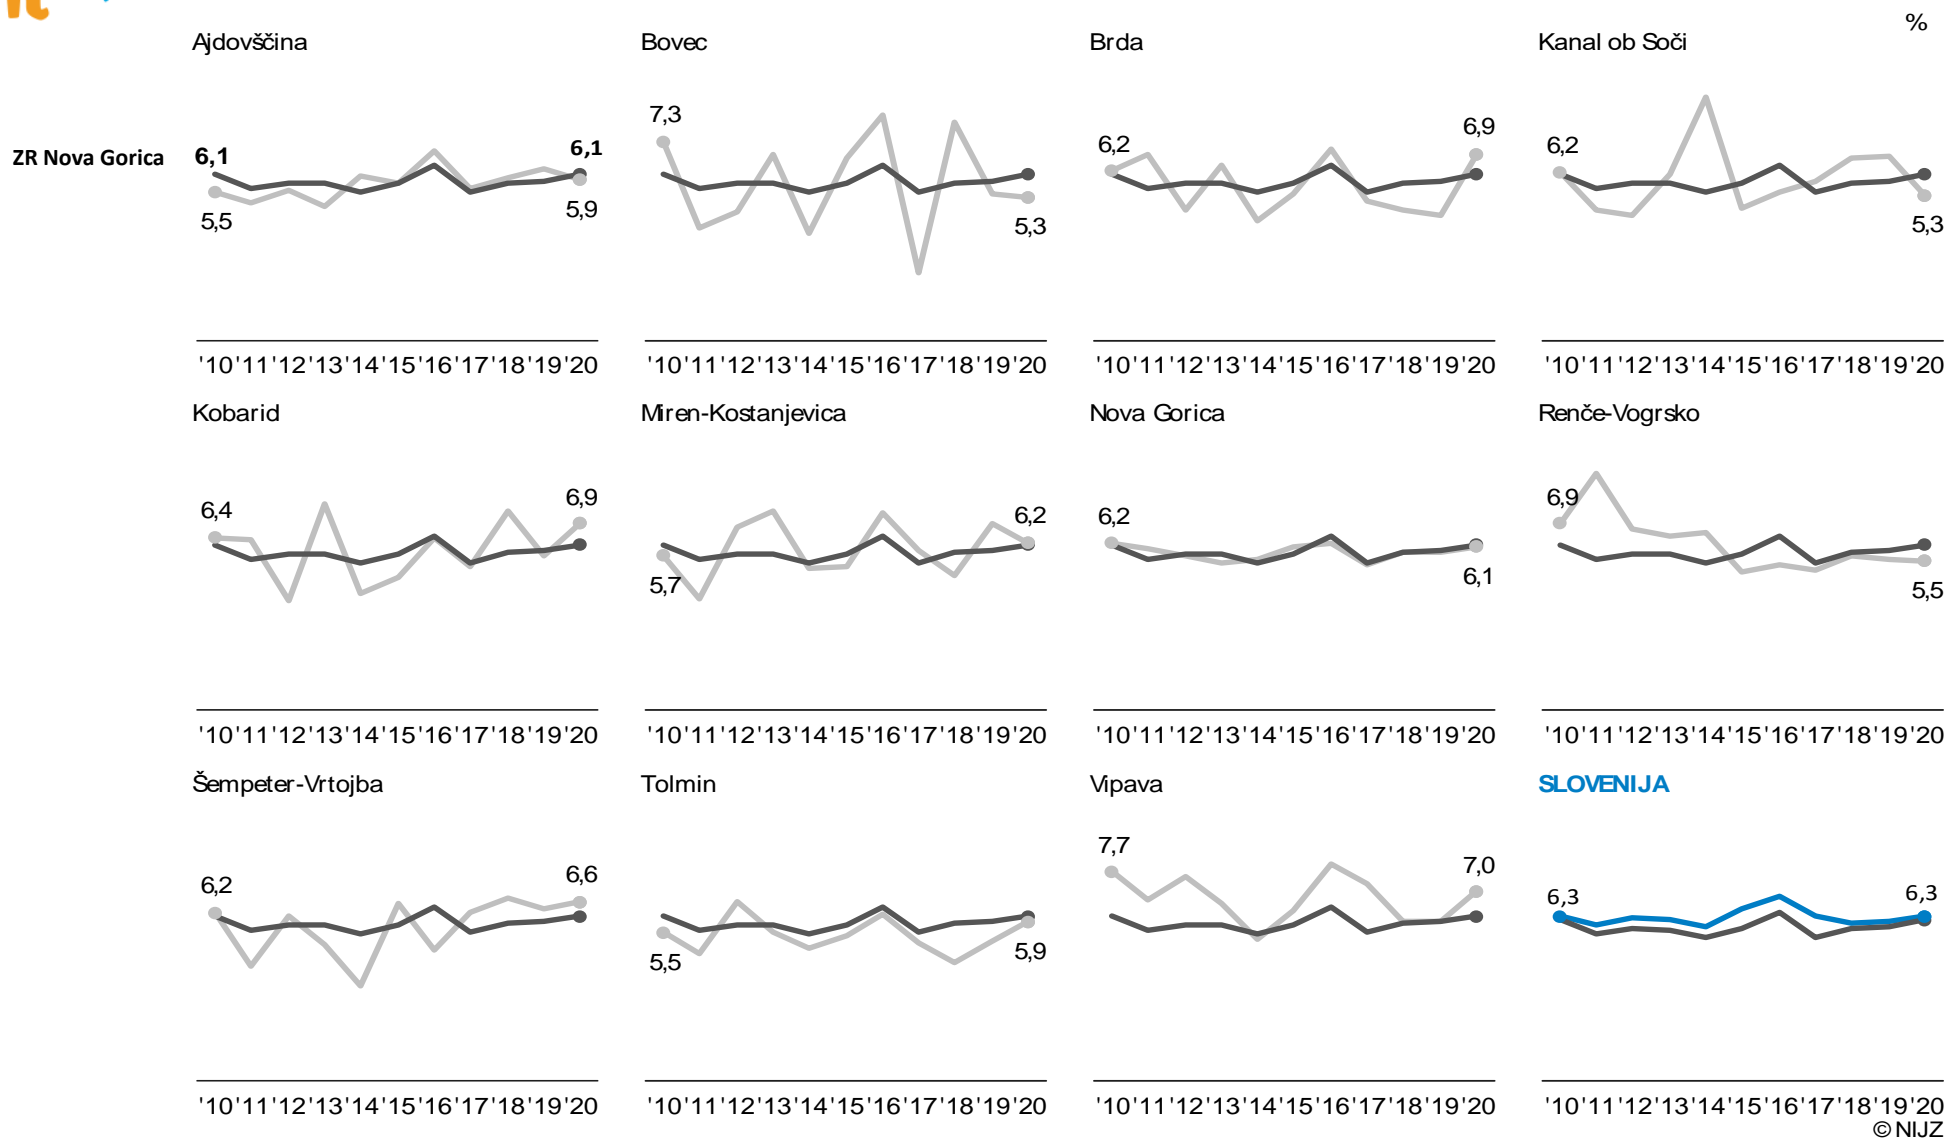 %
Ajdovščina
Bovec
Brda
Kanal ob Soči
ZR Nova Gorica
6,1
6,1
5,5
5,9
7,3
5,3
6,2
6,9
6,2
5,3
'10'11'12'13'14'15'16'17'18'19'20
'10'11'12'13'14'15'16'17'18'19'20
'10'11'12'13'14'15'16'17'18'19'20
'10'11'12'13'14'15'16'17'18'19'20
Kobarid
Miren-Kostanjevica
Nova Gorica
Renče-Vogrsko
6,4
6,9
5,7
6,2
6,2
6,1
6,9
5,5
'10'11'12'13'14'15'16'17'18'19'20
'10'11'12'13'14'15'16'17'18'19'20
'10'11'12'13'14'15'16'17'18'19'20
'10'11'12'13'14'15'16'17'18'19'20
Šempeter-Vrtojba
Tolmin
Vipava
SLOVENIJA
6,2
6,6
5,5
5,9
7,7
7,0
6,3
6,3
'10'11'12'13'14'15'16'17'18'19'20
'10'11'12'13'14'15'16'17'18'19'20
'10'11'12'13'14'15'16'17'18'19'20
'10'11'12'13'14'15'16'17'18'19'20
© NIJZ